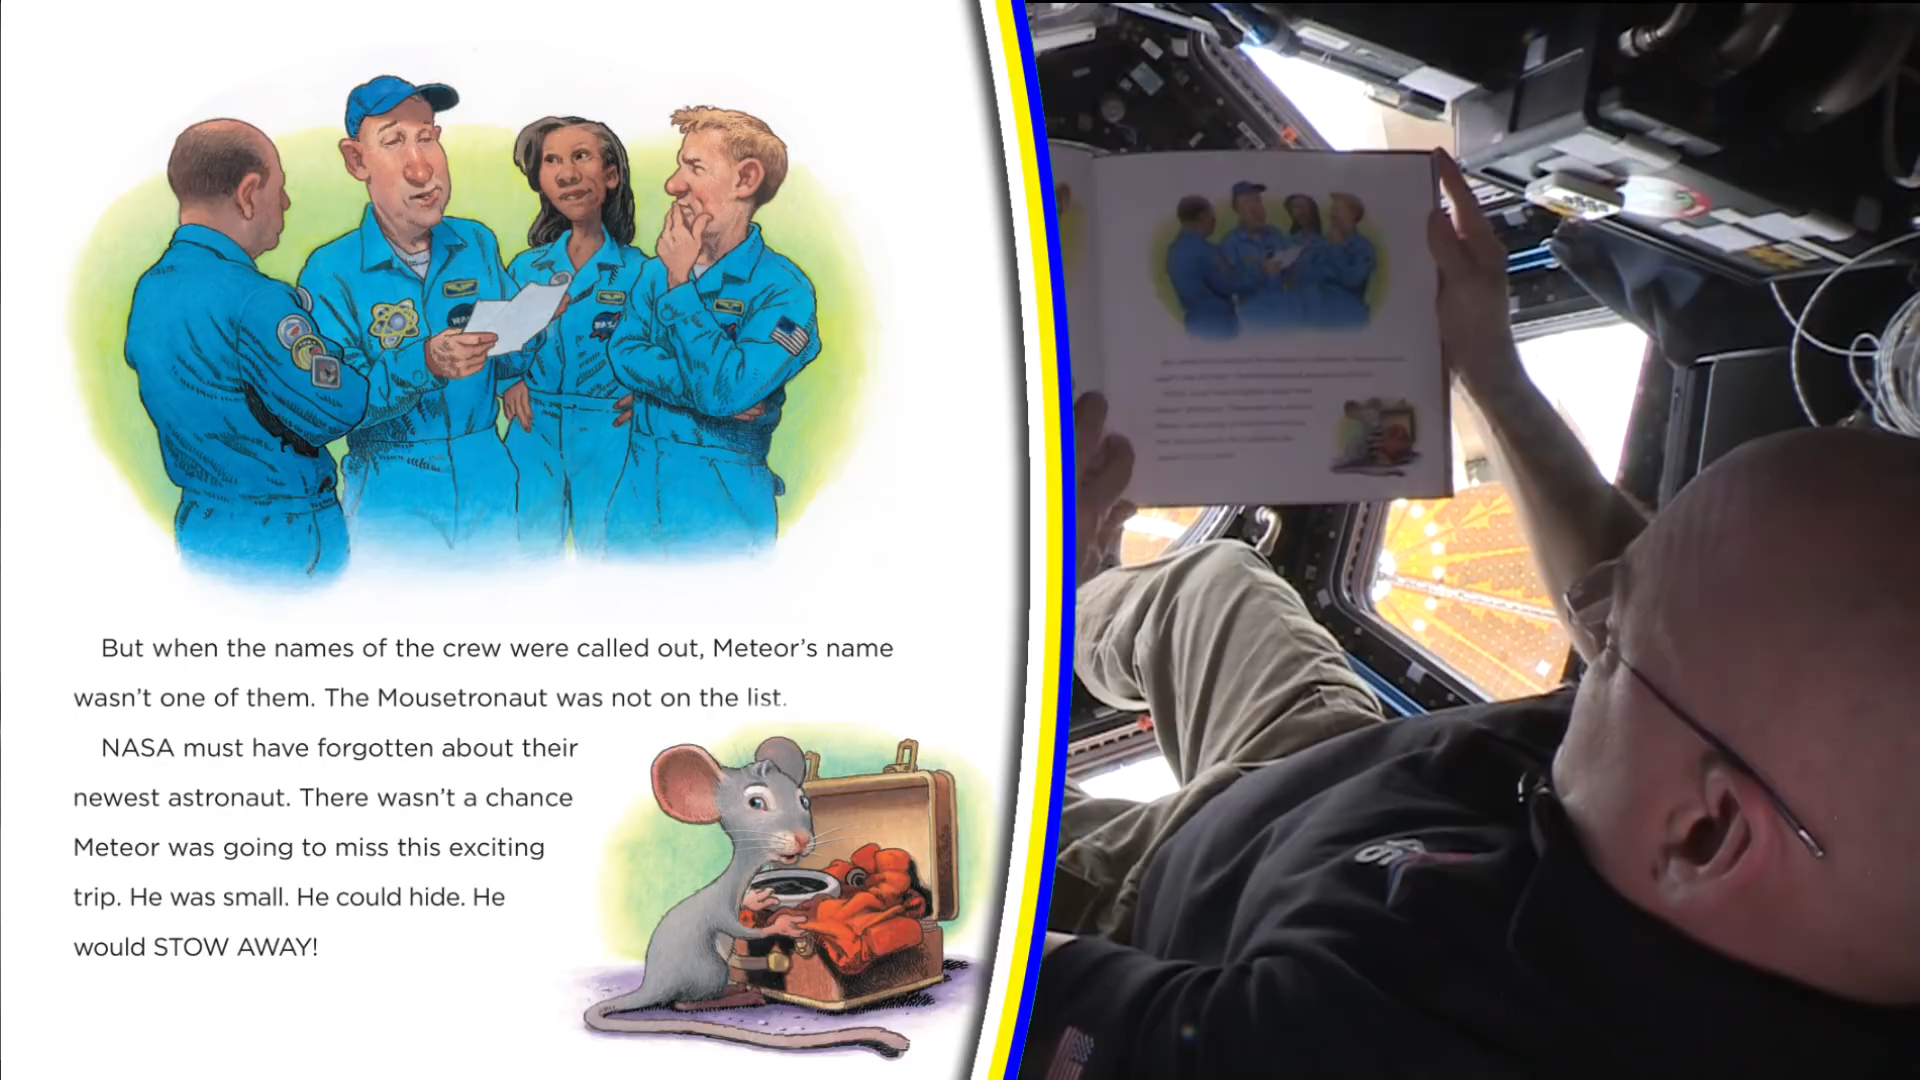 But when the names of the crew were called out, Meteor's name
wasn't one of them. The Mousetronaut was not on the list.
NASA must have forgotten about their
newest astronaut. There wasn't a chance
Meteor was going to miss this exciting
trip. He was small. He could hide. He
would STOW AWAY!